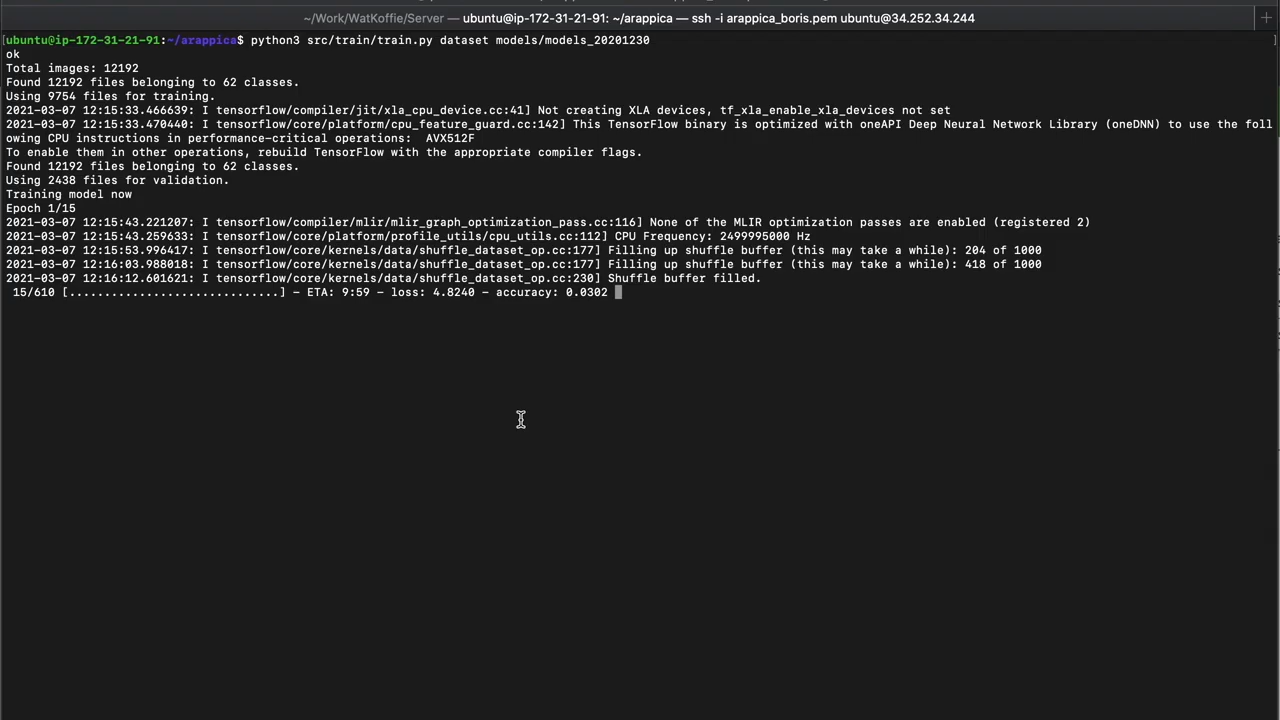 ~/Work/WatKoffie/Server — ubuntu@ip-172-31-21-91: ~/arappica — ssh -i arappica_boris.pem ubuntu@34.252.34.244
[ubuntu@ip-172-31-21-91:~/arappica$ python3 src/train/train.py dataset models/models_20201230 ]
ok
Total images: 12192
Found 12192 files belonging to 62 classes.
Using 9754 files for training.
2021-03-07 12:15:33.466639: I tensorflow/compiler/jit/xla_cpu_device.cc:41] Not creating XLA devices, tf_xla_enable_xla_devices not set
2021-03-07 12:15:33.470440: I tensorflow/core/platform/cpu_feature_guard.cc:142] This TensorFlow binary is optimized with oneAPI Deep Neural Network Library (oneDNN) to use the foll
owing CPU instructions in performance-critical operations:  AVX512F
To enable them in other operations, rebuild TensorFlow with the appropriate compiler flags.
Found 12192 files belonging to 62 classes.
Using 2438 files for validation.
Training model now
Epoch 1/15
2021-03-07 12:15:43.221207: I tensorflow/compiler/mlir/mlir_graph_optimization_pass.cc:116] None of the MLIR optimization passes are enabled (registered 2)
2021-03-07 12:15:43.259633: I tensorflow/core/platform/profile_utils/cpu_utils.cc:112] CPU Frequency: 2499995000 Hz
2021-03-07 12:15:53.996417: I tensorflow/core/kernels/data/shuffle_dataset_op.cc:177] Filling up shuffle buffer (this may take a while): 204 of 1000
2021-03-07 12:16:03.988018: I tensorflow/core/kernels/data/shuffle_dataset_op.cc:177] Filling up shuffle buffer (this may take a while): 418 of 1000
2021-03-07 12:16:12.601621: I tensorflow/core/kernels/data/shuffle_dataset_op.cc:230] Shuffle buffer filled.
15/610 [..............................] - ETA: 9:59 - loss: 4.8240 - accuracy: 0.0302